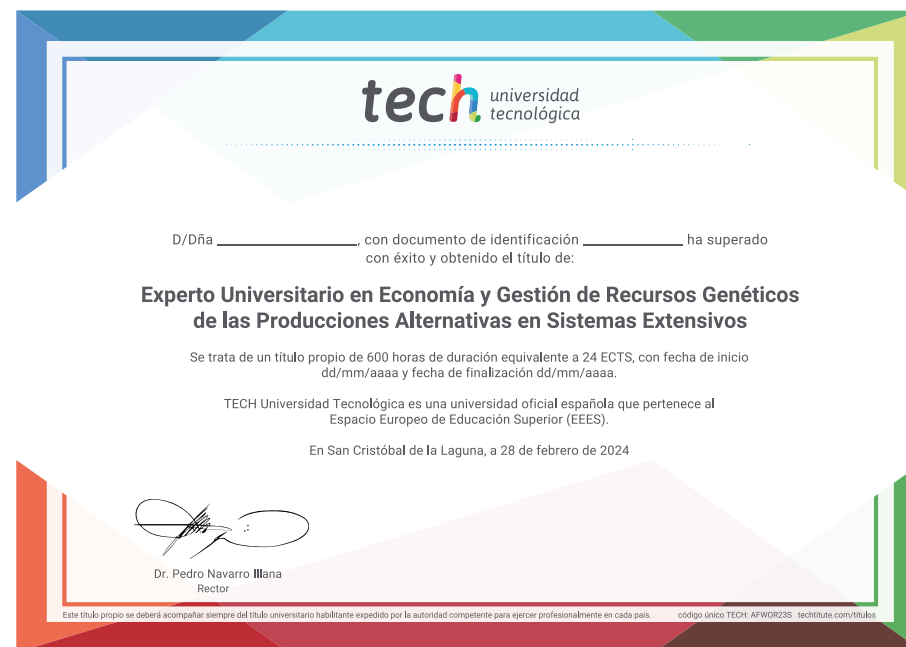 tech universidad
tecnológica
D/Dña ____________________, con documento de identificación ______________ ha superado
con éxito y obtenido el título de:
Experto Universitario en Economía y Gestión de Recursos Genéticos
de las Producciones Alternativas en Sistemas Extensivos
Se trata de un título propio de 600 horas de duración equivalente a 24 ECTS, con fecha de inicio
dd/mm/aaaa y fecha de finalización dd/mm/aaaa.
TECH Universidad Tecnológica es una universidad oficial española que pertenece al
Espacio Europeo de Educación Superior (EEES).
En San Cristóbal de la Laguna, a 28 de febrero de 2024
Dr. Pedro Navarro Illana
Rector
Este título propio se deberá acompañar siempre del título universitario habilitante expedido por la autoridad competente para ejercer profesionalmente en cada país. código único TECH: AFWOR23S techtitute.com/titulos